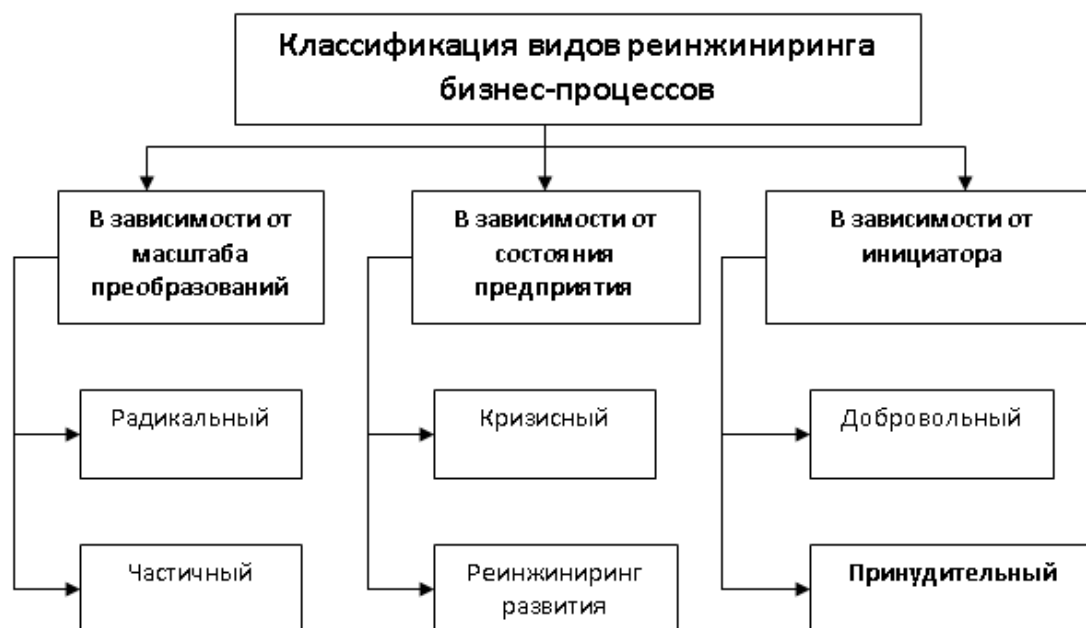 Классификация видов реинжиниринга
бизнес-процессов
В зависимости от
масштаба
преобразований
В зависимости от
состояния
предприятия
В зависимости от
инициатора
Радикальный
Кризисный
Добровольный
Частичный
Реинжиниринг
развития
Принудительный